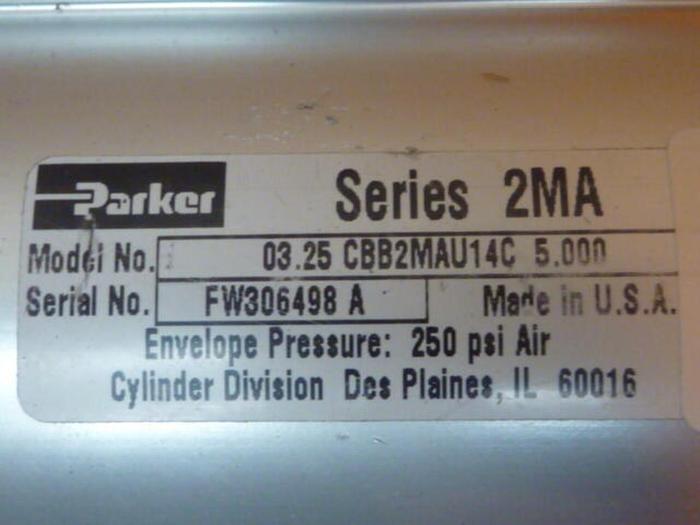 Parker Series 2MA
Model No. 03.25 CBB2MAU14C 5.000
Serial No. FW306498 A Made in U.S.A.
Envelope Pressure: 250 psi Air
Cylinder Division Des Plaines, IL 60016